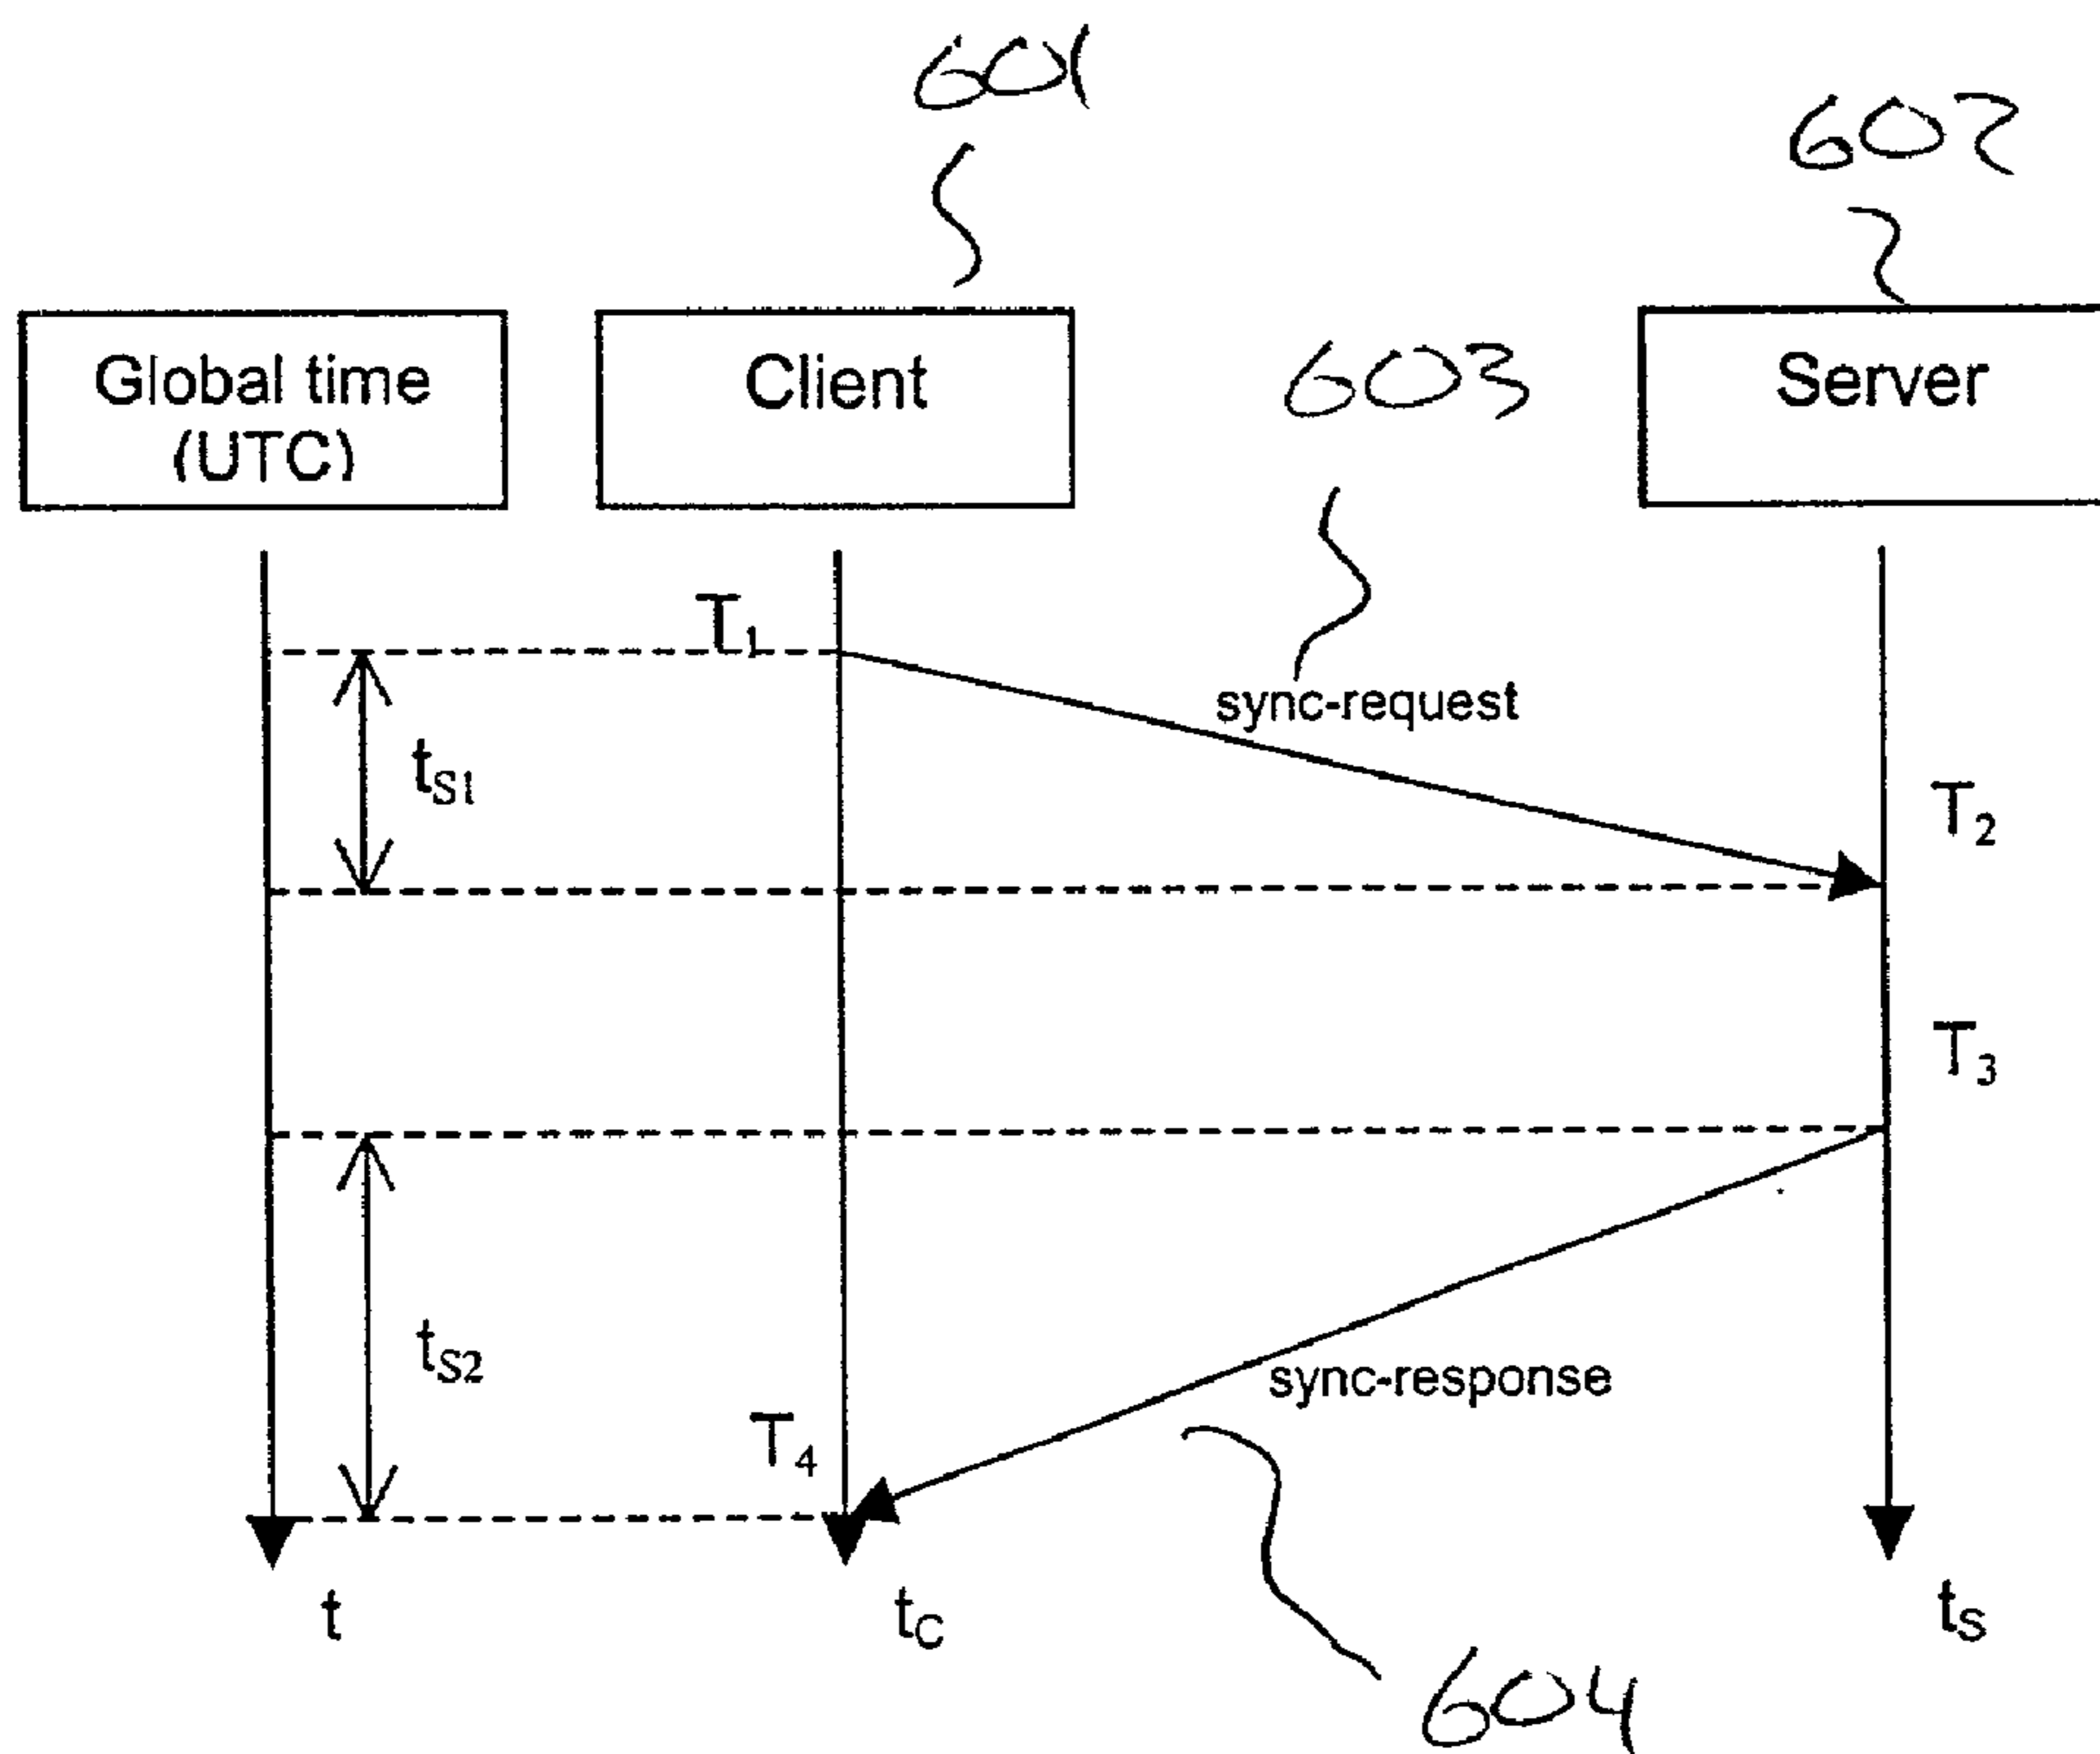 601
602
Global time
(UTC)
Client
603
Server
T₁
sync-request
tS1
T₂
T₃
tS2
sync-response
T₄
t
tC
tS
604